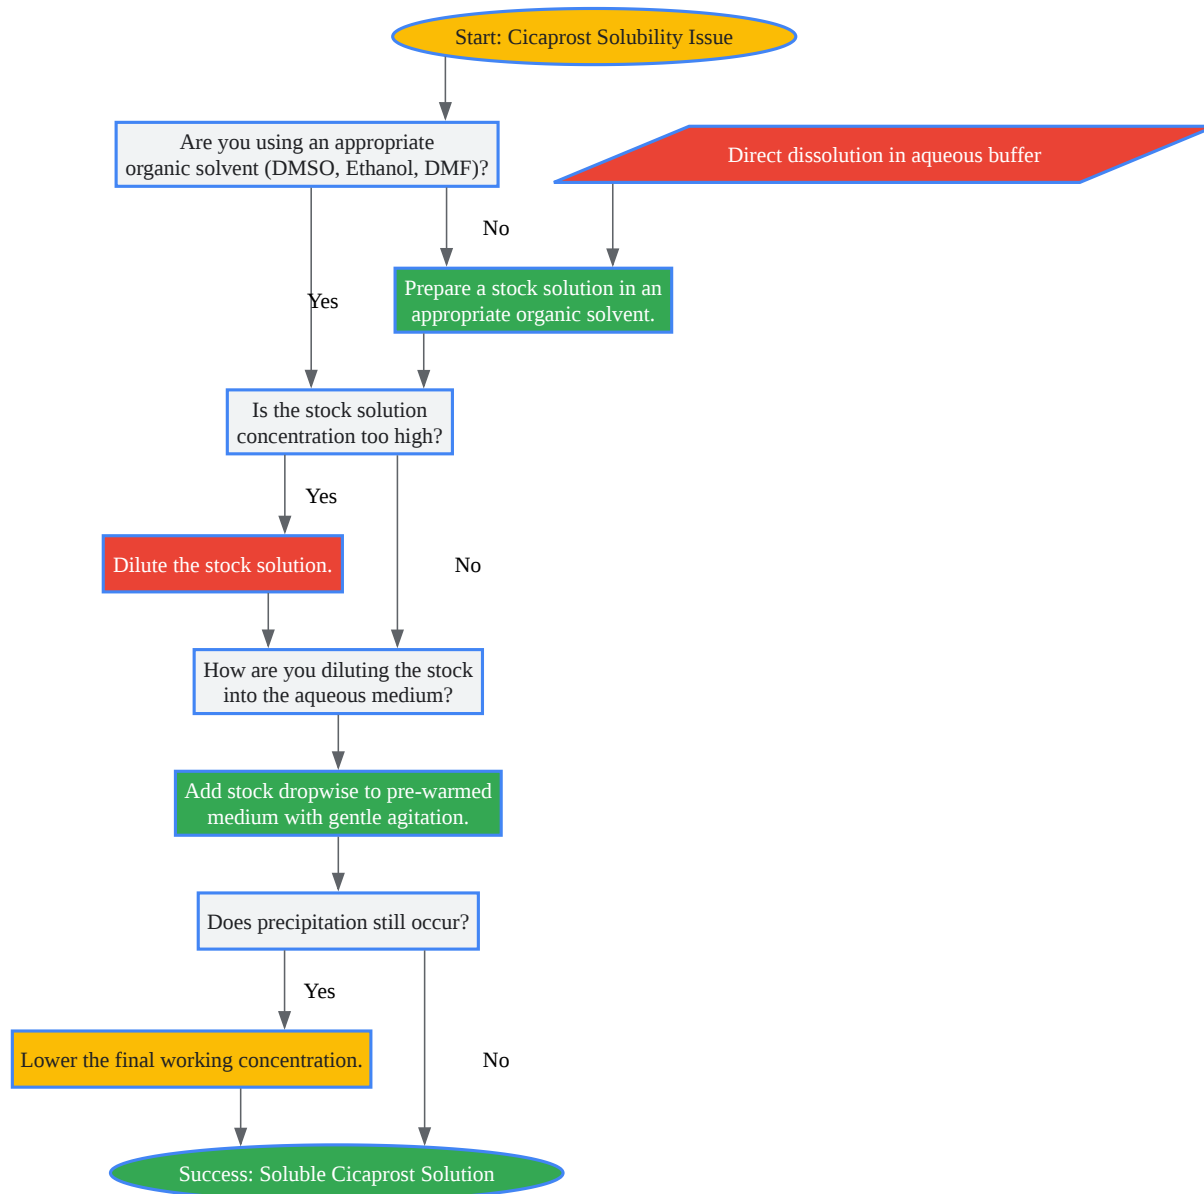 Start: Cicaprost Solubility Issue
Are you using an appropriate
organic solvent (DMSO, Ethanol, DMF)?
Direct dissolution in aqueous buffer
No
Prepare a stock solution in an
appropriate organic solvent.
Yes
Is the stock solution
concentration too high?
Yes
Dilute the stock solution.
No
How are you diluting the stock
into the aqueous medium?
Add stock dropwise to pre-warmed
medium with gentle agitation.
Does precipitation still occur?
Yes
Lower the final working concentration.
No
Success: Soluble Cicaprost Solution